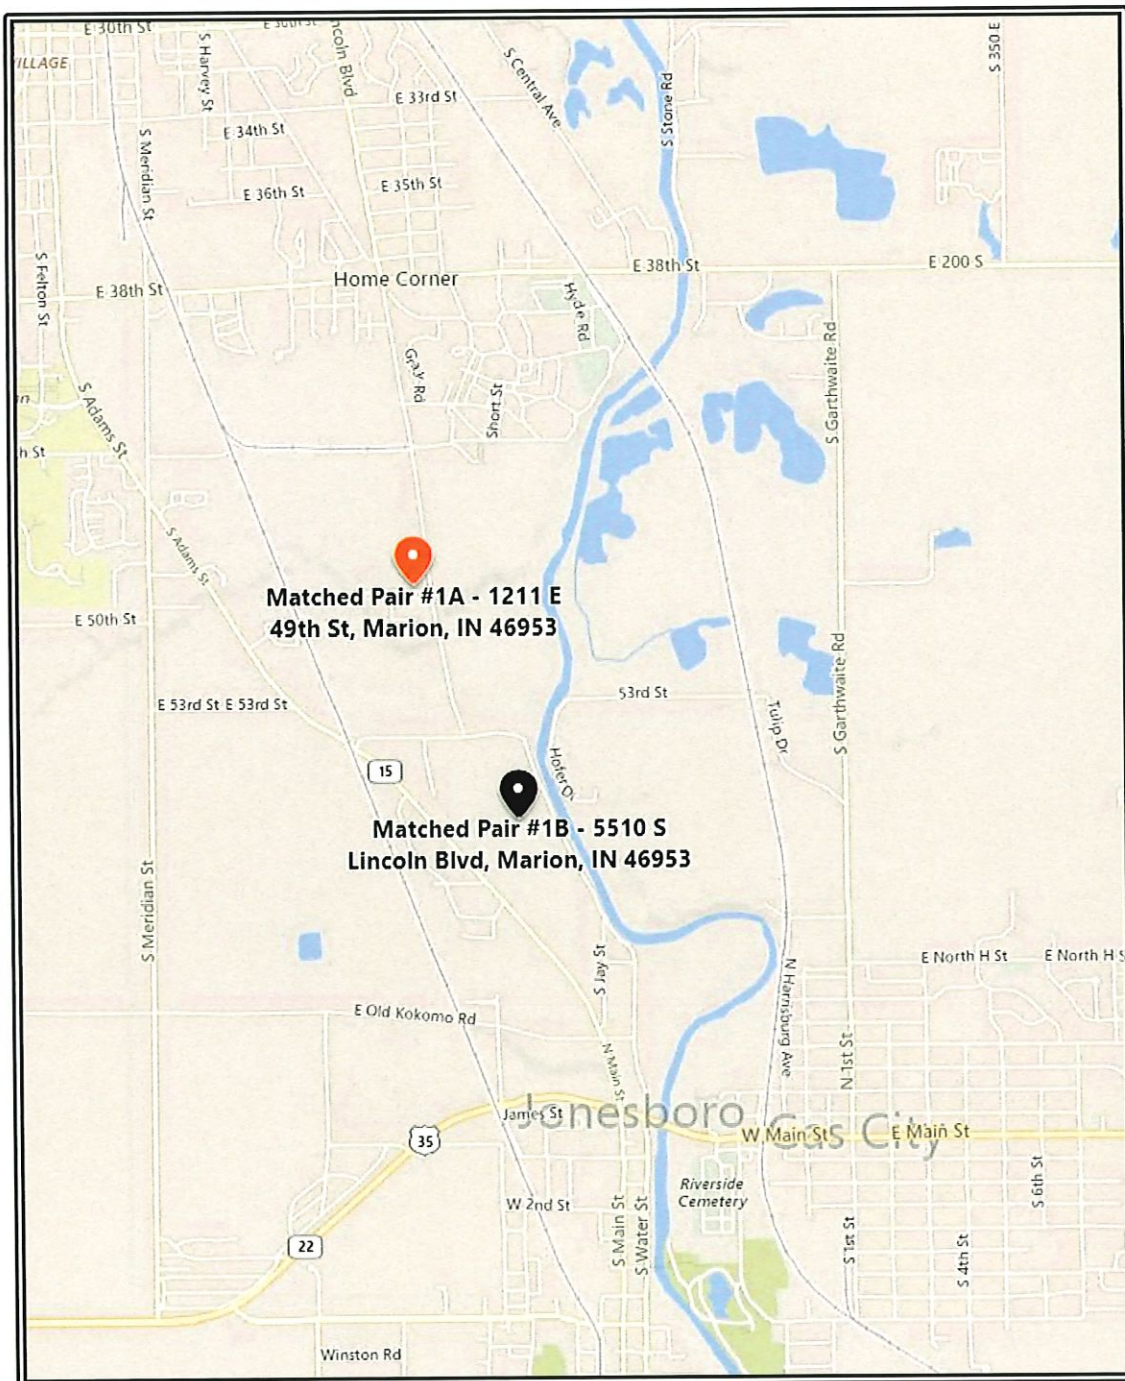 E 30th St
S Harvey St
ncoln Blvd
S Central Ave
S 350 E
ILLAGE
E 33rd St
S Stone Rd
E 34th St
S Meridian St
E 36th St
E 35th St
S Felton St
E 38th St
Home Corner
E 38th St
E 200 S
Hyde Rd
Gray Rd
Short St
S Garthwaite Rd
S Adams St
h St
S Adams St
Matched Pair #1A - 1211 E
49th St, Marion, IN 46953
E 50th St
S Garthwaite Rd
E 53rd St E 53rd St
53rd St
Tulip Dr
15
Hofer Dr
Matched Pair #1B - 5510 S
Lincoln Blvd, Marion, IN 46953
S Meridian St
S Jay St
E North H St
E North H S
N Harrisburg Ave
E Old Kokomo Rd
N Main St
N 1st St
James St
Jonesboro
Gas City
W Main St
E Main St
35
Riverside
Cemetery
S 6th St
W 2nd St
S Main St
S Water St
S 1st St
S 4th St
22
Winston Rd